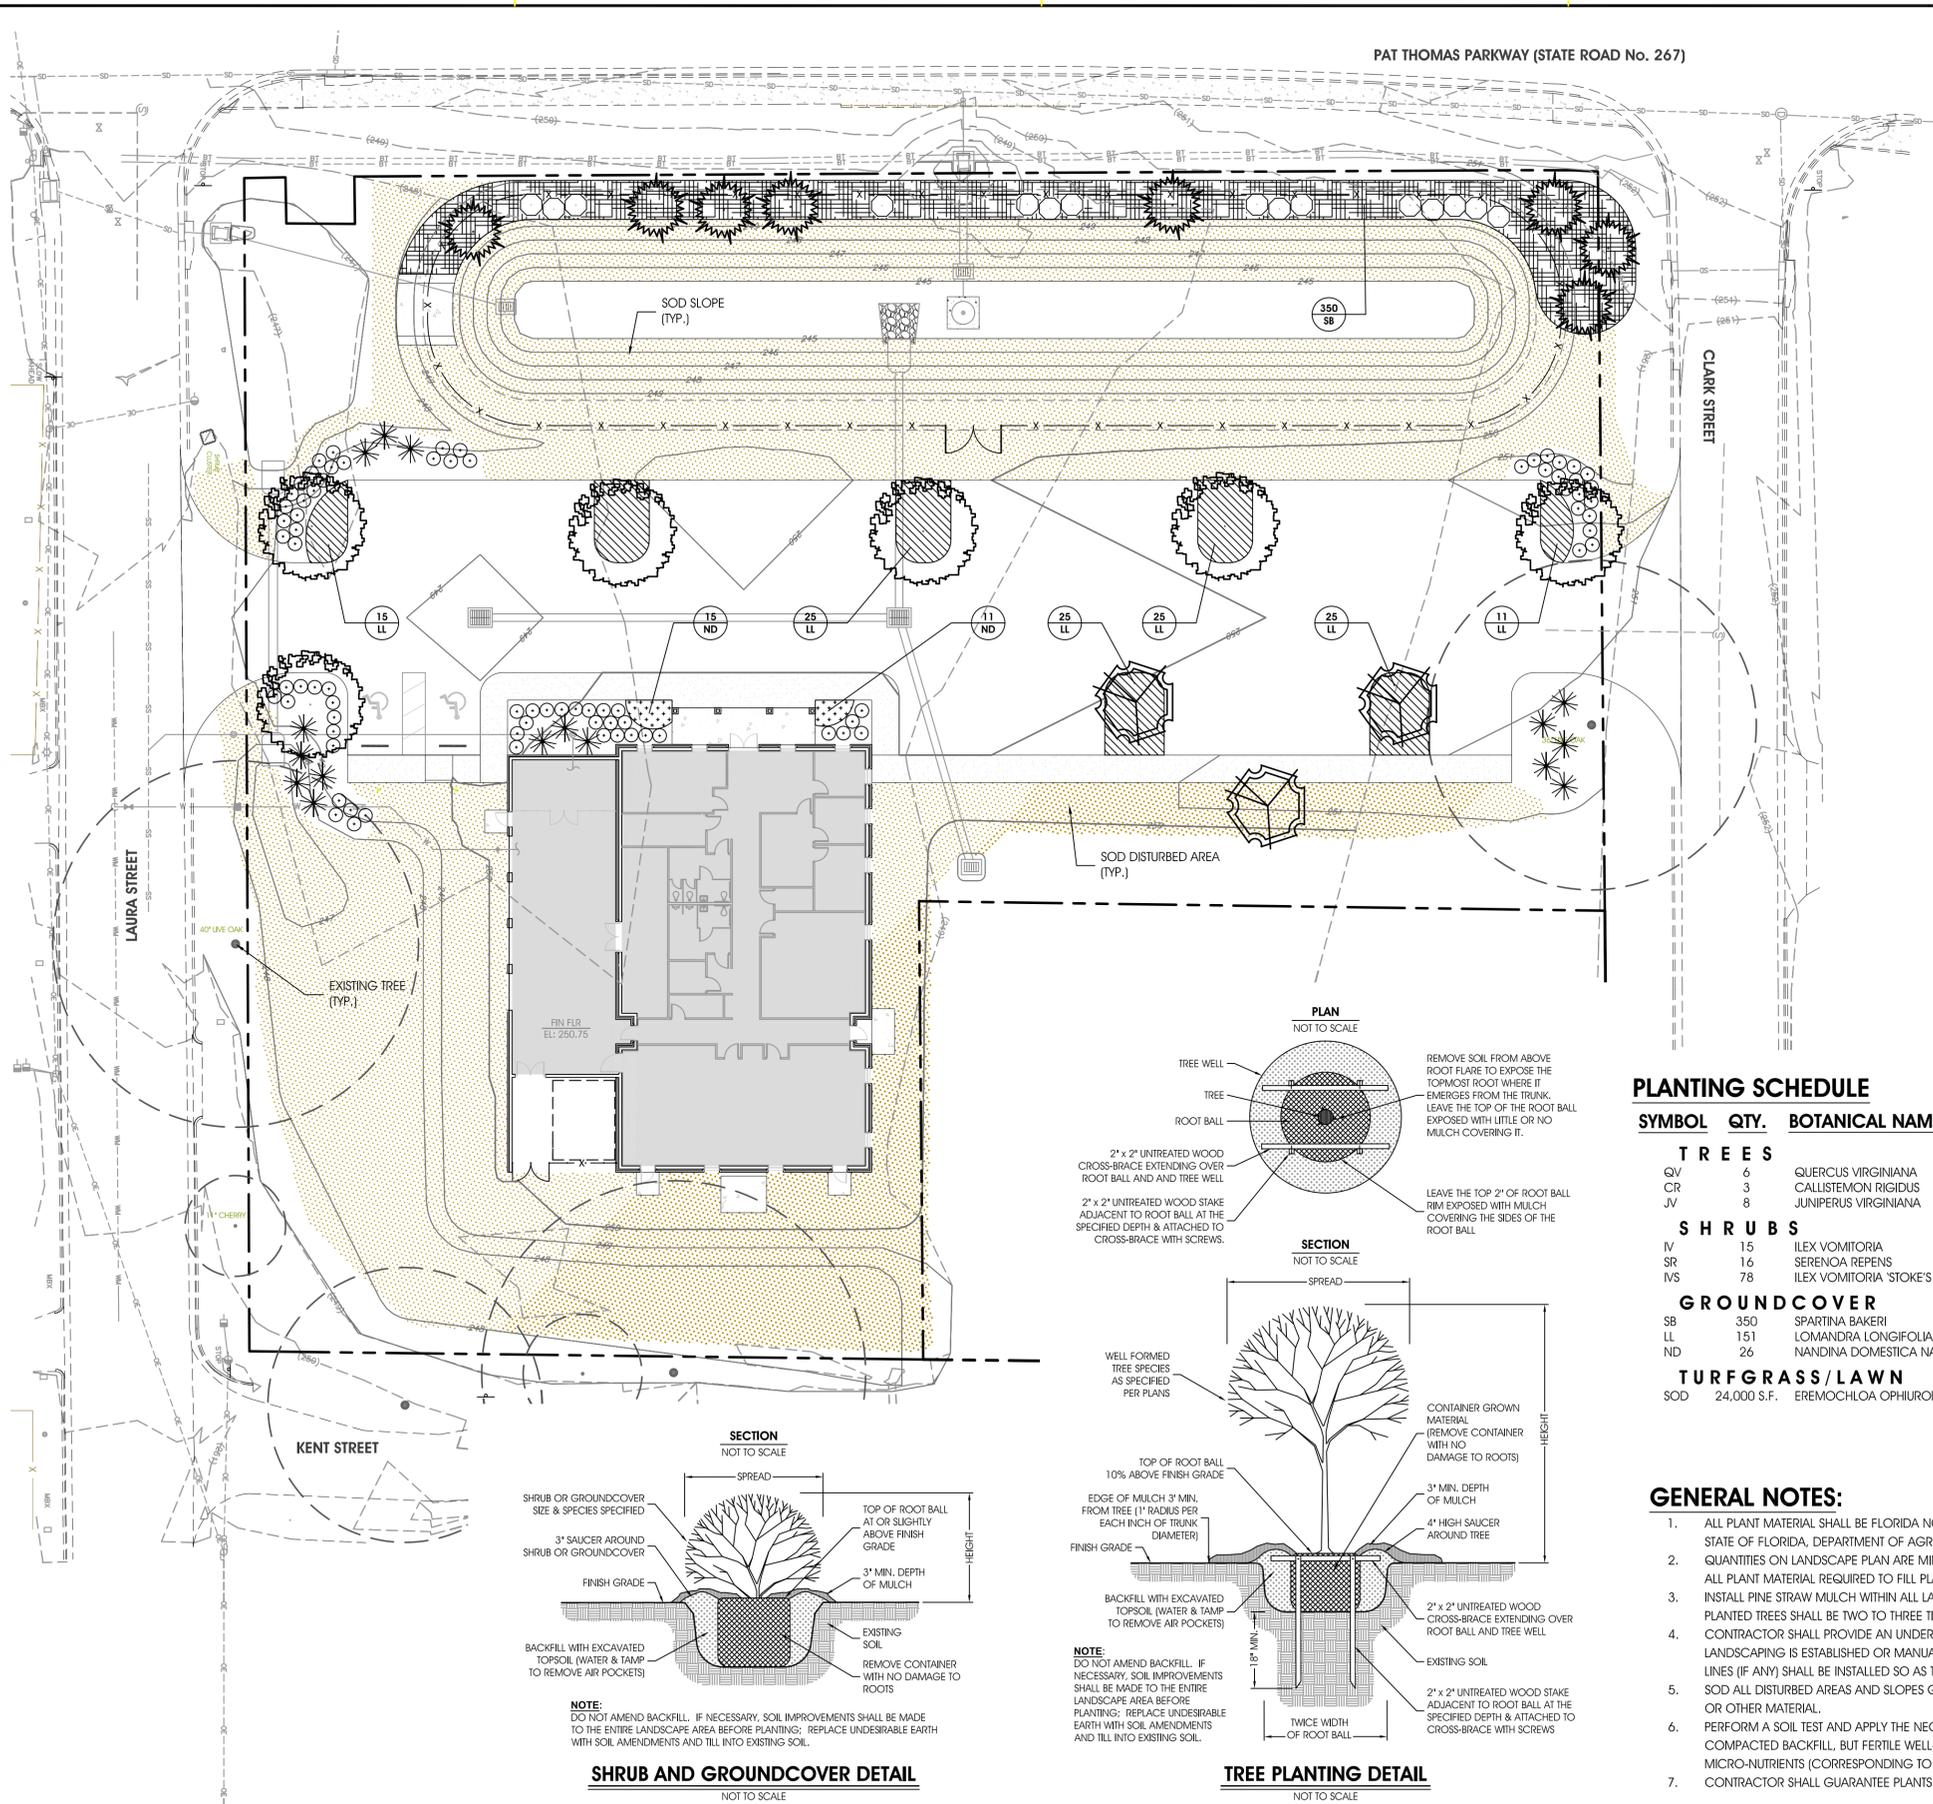 PAT THOMAS PARKWAY (STATE ROAD No. 267)
SOD SLOPE
(TYP.)
350
SB
CLARK STREET
15
LL
15
ND
25
LL
11
ND
25
LL
25
LL
25
LL
11
LL
SOD DISTURBED AREA
(TYP.)
LAURA STREET
40" LIVE OAK
EXISTING TREE
(TYP.)
FIN FLR
EL: 250.75
KENT STREET
PLAN
NOT TO SCALE
TREE WELL
TREE
ROOT BALL
2" x 2" UNTREATED WOOD
CROSS-BRACE EXTENDING OVER
ROOT BALL AND AND TREE WELL
2" x 2" UNTREATED WOOD STAKE
ADJACENT TO ROOT BALL AT THE
SPECIFIED DEPTH & ATTACHED TO
CROSS-BRACE WITH SCREWS.
REMOVE SOIL FROM ABOVE
ROOT FLARE TO EXPOSE THE
TOPMOST ROOT WHERE IT
EMERGES FROM THE TRUNK.
LEAVE THE TOP OF THE ROOT BALL
EXPOSED WITH LITTLE OR NO
MULCH COVERING IT.
LEAVE THE TOP 2" OF ROOT BALL
RIM EXPOSED WITH MULCH
COVERING THE SIDES OF THE
ROOT BALL
SECTION
NOT TO SCALE
SPREAD
WELL FORMED
TREE SPECIES
AS SPECIFIED
PER PLANS
HEIGHT
CONTAINER GROWN
MATERIAL
(REMOVE CONTAINER
WITH NO
DAMAGE TO ROOTS)
TOP OF ROOT BALL
10% ABOVE FINISH GRADE
EDGE OF MULCH 3' MIN.
FROM TREE (1' RADIUS PER
EACH INCH OF TRUNK
DIAMETER)
FINISH GRADE
3" MIN. DEPTH
OF MULCH
4" HIGH SAUCER
AROUND TREE
BACKFILL WITH EXCAVATED
TOPSOIL (WATER & TAMP
TO REMOVE AIR POCKETS)
2" x 2" UNTREATED WOOD
CROSS-BRACE EXTENDING OVER
ROOT BALL AND TREE WELL
18" MIN.
EXISTING SOIL
NOTE:
DO NOT AMEND BACKFILL. IF
NECESSARY, SOIL IMPROVEMENTS
SHALL BE MADE TO THE ENTIRE
LANDSCAPE AREA BEFORE
PLANTING; REPLACE UNDESIRABLE
EARTH WITH SOIL AMENDMENTS
AND TILL INTO EXISTING SOIL.
2" x 2" UNTREATED WOOD STAKE
ADJACENT TO ROOT BALL AT THE
SPECIFIED DEPTH & ATTACHED TO
CROSS-BRACE WITH SCREWS
TWICE WIDTH
OF ROOT BALL
TREE PLANTING DETAIL
NOT TO SCALE
SECTION
NOT TO SCALE
SPREAD
SHRUB OR GROUNDCOVER
SIZE & SPECIES SPECIFIED
3" SAUCER AROUND
SHRUB OR GROUNDCOVER
FINISH GRADE
TOP OF ROOT BALL
AT OR SLIGHTLY
ABOVE FINISH
GRADE
HEIGHT
3" MIN. DEPTH
OF MULCH
BACKFILL WITH EXCAVATED
TOPSOIL (WATER & TAMP
TO REMOVE AIR POCKETS)
EXISTING
SOIL
REMOVE CONTAINER
WITH NO DAMAGE TO
ROOTS
NOTE:
DO NOT AMEND BACKFILL. IF NECESSARY, SOIL IMPROVEMENTS SHALL BE MADE
TO THE ENTIRE LANDSCAPE AREA BEFORE PLANTING; REPLACE UNDESIRABLE EARTH
WITH SOIL AMENDMENTS AND TILL INTO EXISTING SOIL.
SHRUB AND GROUNDCOVER DETAIL
NOT TO SCALE
PLANTING SCHEDULE
SYMBOL QTY. BOTANICAL NAM
TREES
QV 6 QUERCUS VIRGINIANA
CR 3 CALLISTEMON RIGIDUS
JV 8 JUNIPERUS VIRGINIANA
SHRUBS
IV 15 ILEX VOMITORIA
SR 16 SERENOA REPENS
IVS 78 ILEX VOMITORIA 'STOKE'S
GROUNDCOVER
SB 350 SPARTINA BAKERI
LL 151 LOMANDRA LONGIFOLIA
ND 26 NANDINA DOMESTICA NA
TURFGRASS/LAWN
SOD 24,000 S.F. EREMOCHLOA OPHIUROI
GENERAL NOTES:
1. ALL PLANT MATERIAL SHALL BE FLORIDA NO
STATE OF FLORIDA, DEPARTMENT OF AGR
2. QUANTITIES ON LANDSCAPE PLAN ARE MI
ALL PLANT MATERIAL REQUIRED TO FILL PL
3. INSTALL PINE STRAW MULCH WITHIN ALL LA
PLANTED TREES SHALL BE TWO TO THREE T
4. CONTRACTOR SHALL PROVIDE AN UNDER
LANDSCAPING IS ESTABLISHED OR MANUA
LINES (IF ANY) SHALL BE INSTALLED SO AS
5. SOD ALL DISTURBED AREAS AND SLOPES G
OR OTHER MATERIAL.
6. PERFORM A SOIL TEST AND APPLY THE NEC
COMPACTED BACKFILL, BUT FERTILE WELL-
MICRO-NUTRIENTS (CORRESPONDING TO
7. CONTRACTOR SHALL GUARANTEE PLANTS